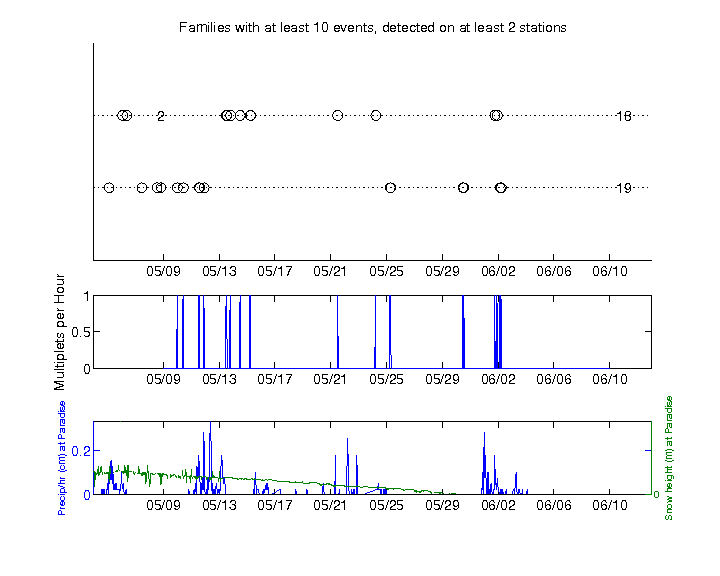 Families with at least 10 events, detected on at least 2 stations
2 16
19
05/09 05/13 05/17 05/21 05/25 05/29 06/02 06/06 06/10
Multiplets per Hour
1
0.5
0
05/09 05/13 05/17 05/21 05/25 05/29 06/02 06/06 06/10
Precip/hr (cm) at Paradise
0.2
0
Snow height (m) at Paradise
0
05/09 05/13 05/17 05/21 05/25 05/29 06/02 06/06 06/10